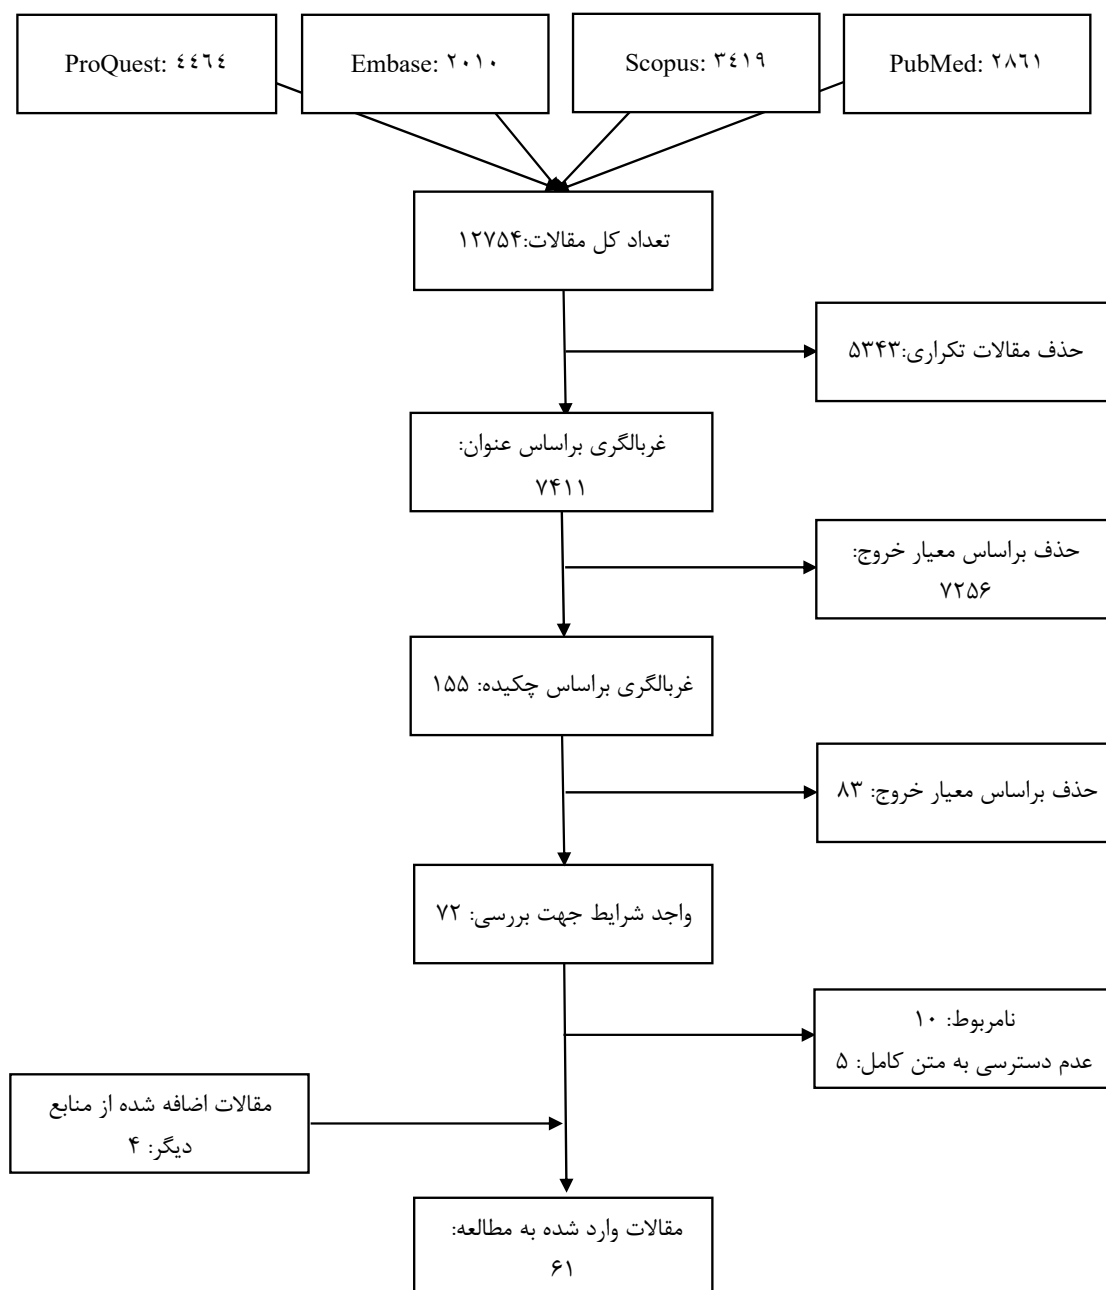 ProQuest: ٤٤٦٤
Embase: ٢٠١٠
Scopus: ٣٤١٩
PubMed: ٢٨٦١
تعداد کل مقالات:۱۲۷۵۴
حذف مقالات تکراری:۵۳۴۳
غربالگری براساس عنوان:
۷۴۱۱
حذف براساس معیار خروج:
۷۲۵۶
غربالگری براساس چکیده: ۱۵۵
حذف براساس معیار خروج: ۸۳
واجد شرایط جهت بررسی: ۷۲
نامربوط: ۱۰
عدم دسترسی به متن کامل: ۵
مقالات اضافه شده از منابع
دیگر: ۴
مقالات وارد شده به مطالعه:
۶۱